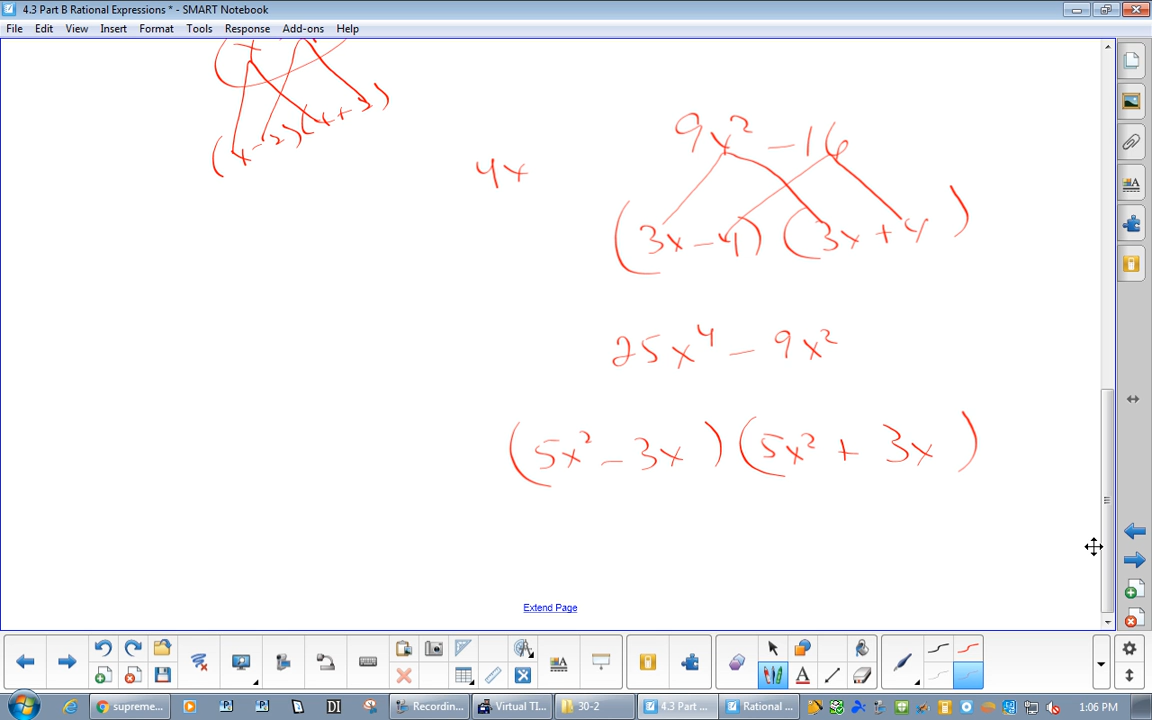 4.3 Part B Rational Expressions * - SMART Notebook
File Edit View Insert Format Tools Response Add-ons Help
(x-2)(x+2)
9x² - 16
4x
(3x - 4) (3x + 4)
25x⁴ - 9x²
(5x² - 3x) (5x² + 3x)
Extend Page
supreme... Recordin... Virtual TI... 30-2 4.3 Part ... Rational ... 1:06 PM